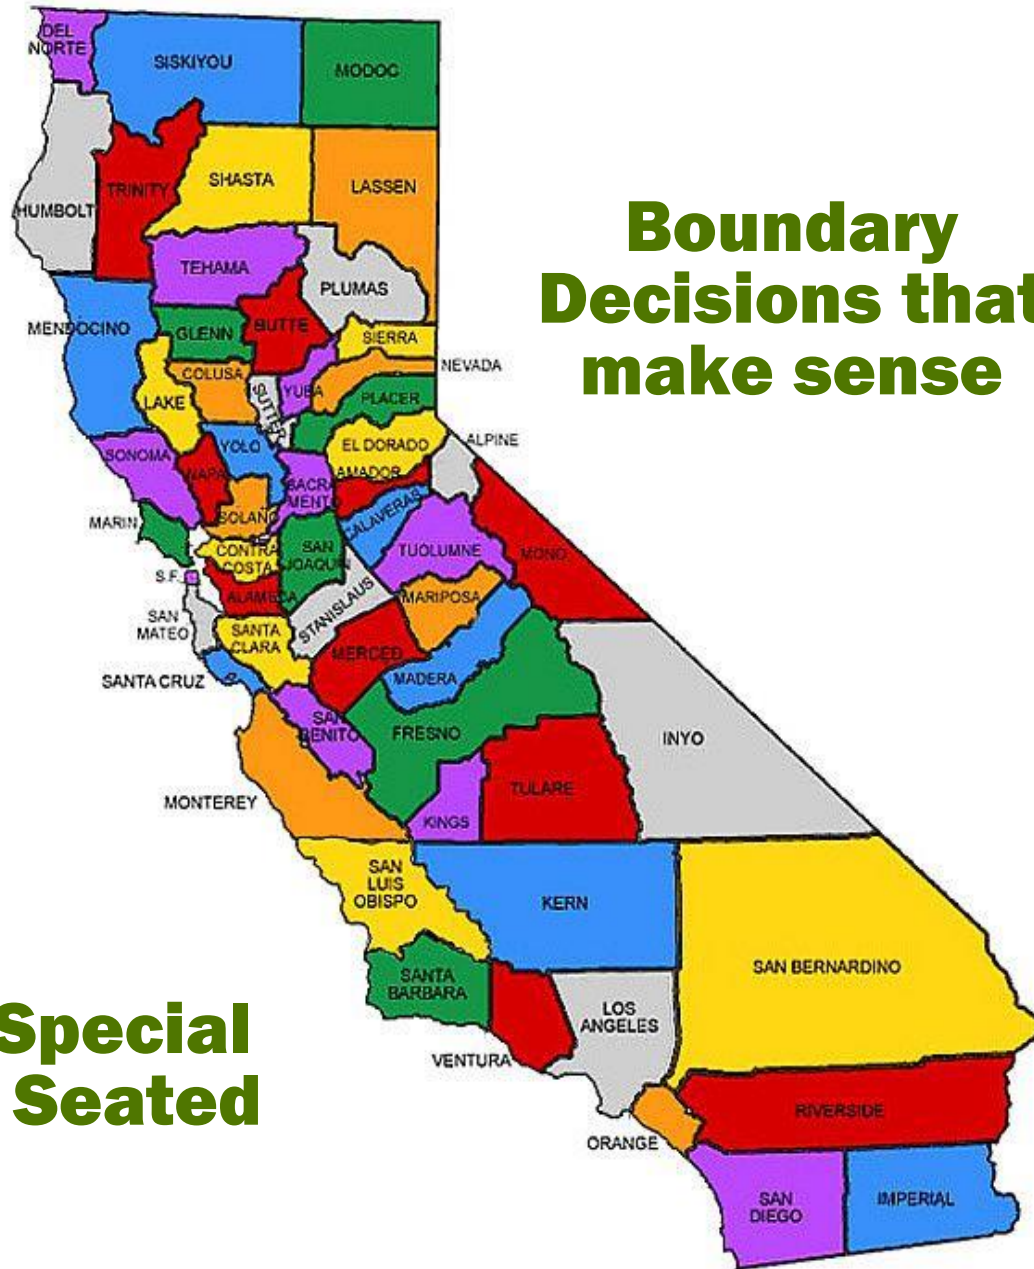 DEL
NORTE
SISKIYOU
MODOC
HUMBOLT
TRINITY
SHASTA
LASSEN
Boundary
Decisions that
make sense
TEHAMA
PLUMAS
MENDOCINO
GLENN
BUTTE
SIERRA
NEVADA
COLUSA
LAKE
SUTTER
YUBA
PLACER
SONOMA
NAPA
YOLO
EL DORADO
ALPINE
AMADOR
SACRA
MENTO
MARIN
SOLANO
CALAVERAS
CONTRA
COSTA
SAN
JOAQUIN
TUOLUMNE
MONO
S.F.
ALAMEDA
STANISLAUS
MARIPOSA
SAN
MATEO
SANTA
CLARA
MERCED
SANTA CRUZ
MADERA
SAN
BENITO
FRESNO
INYO
MONTEREY
KINGS
TULARE
SAN
LUIS
OBISPO
KERN
SAN BERNARDINO
SANTA
BARBARA
LOS
ANGELES
Special
Seated
VENTURA
ORANGE
RIVERSIDE
SAN
DIEGO
IMPERIAL